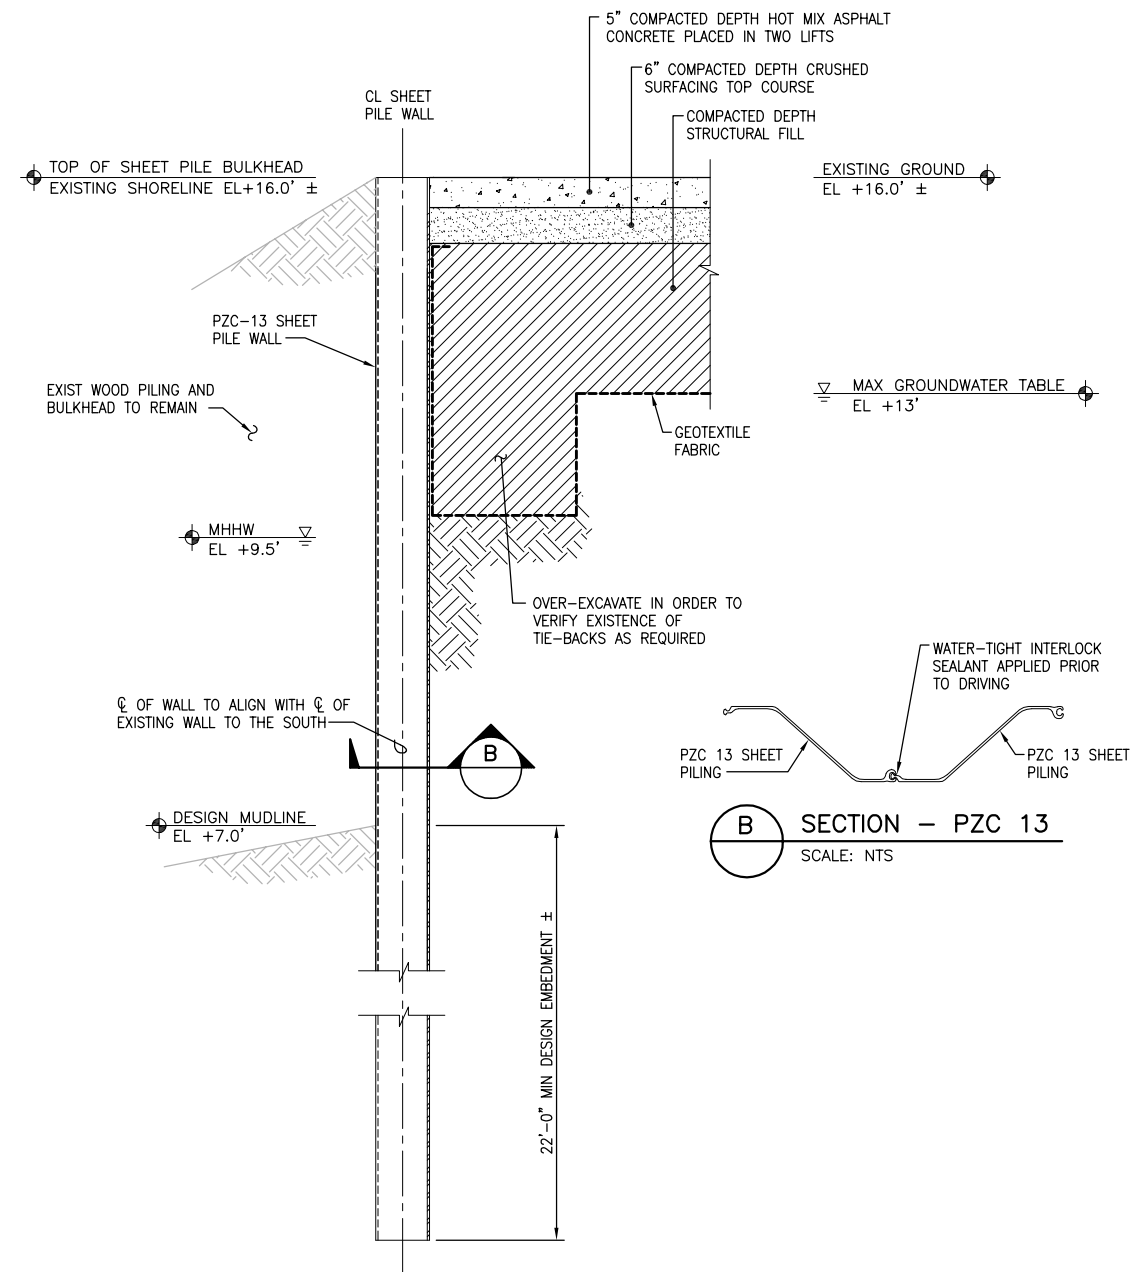 5" COMPACTED DEPTH HOT MIX ASPHALT
CONCRETE PLACED IN TWO LIFTS
6" COMPACTED DEPTH CRUSHED
SURFACING TOP COURSE
CL SHEET
PILE WALL
COMPACTED DEPTH
STRUCTURAL FILL
TOP OF SHEET PILE BULKHEAD
EXISTING SHORELINE EL+16.0' ±
EXISTING GROUND
EL +16.0' ±
PZC-13 SHEET
PILE WALL
EXIST WOOD PILING AND
BULKHEAD TO REMAIN
MAX GROUNDWATER TABLE
EL +13'
GEOTEXTILE
FABRIC
MHHW
EL +9.5'
OVER-EXCAVATE IN ORDER TO
VERIFY EXISTENCE OF
TIE-BACKS AS REQUIRED
WATER-TIGHT INTERLOCK
SEALANT APPLIED PRIOR
TO DRIVING
℄ OF WALL TO ALIGN WITH ℄ OF
EXISTING WALL TO THE SOUTH
B
PZC 13 SHEET
PILING
PZC 13 SHEET
PILING
DESIGN MUDLINE
EL +7.0'
B
SECTION - PZC 13
SCALE: NTS
22'-0" MIN DESIGN EMBEDMENT ±